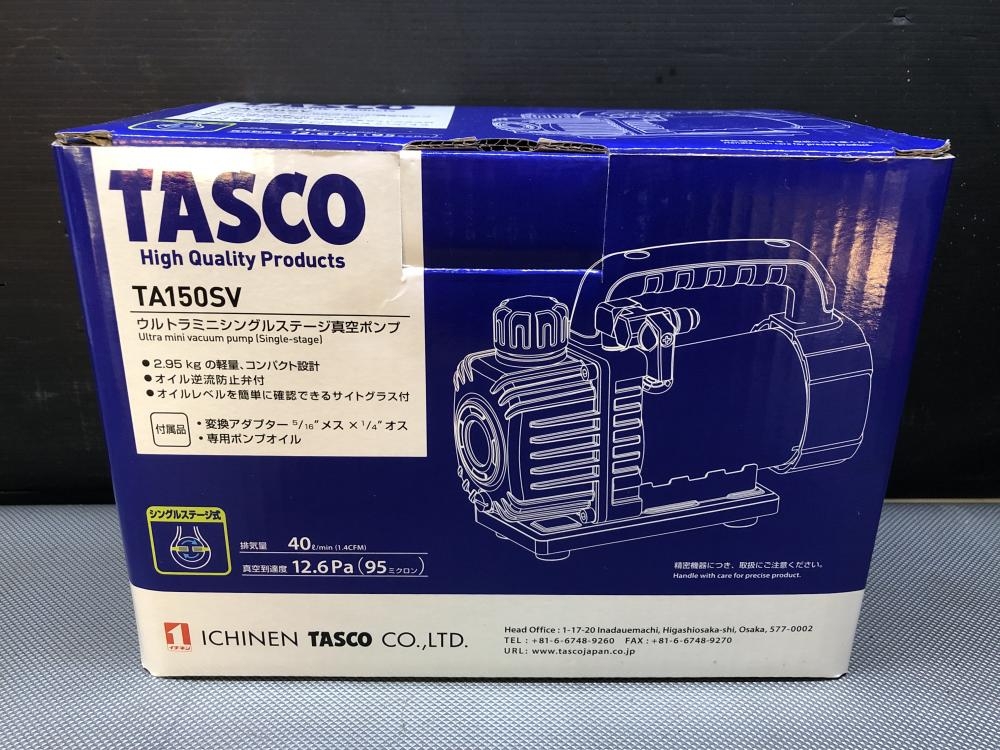 TASCO
12.6Pa(95
TASCO
High Quality Products
TA150SV
ウルトラミニシングルステージ真空ポンプ
Ultra mini vacuum pump (Single-stage)
● 2.95 kg の軽量、コンパクト設計
● オイル逆流防止弁付
● オイルレベルを簡単に確認できるサイトグラス付
付属品
・変換アダプター 5/16" メス × 1/4" オス
・専用ポンプオイル
シングルステージ式
排気量 40ℓ/min (1.4CFM)
真空到達度 12.6Pa(95ミクロン)
精密機器につき、取扱にご注意ください。
Handle with care for precise product.
1
イチネン
ICHINEN TASCO CO.,LTD.
Head Office : 1-17-20 Inadauemachi, Higashiosaka-shi, Osaka, 577-0002
TEL : +81-6-6748-9260 FAX : +81-6-6748-9270
URL: www.tascojapan.co.jp